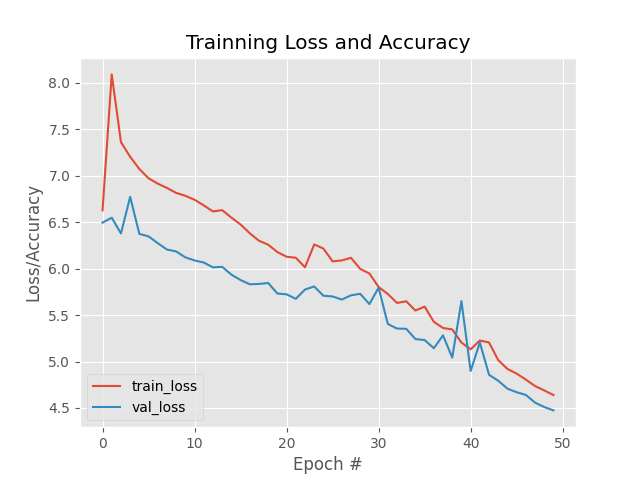 Trainning Loss and Accuracy
Loss/Accuracy
8.0
7.5
7.0
6.5
6.0
5.5
5.0
4.5
train_loss
val_loss
0 10 20 30 40 50
Epoch #